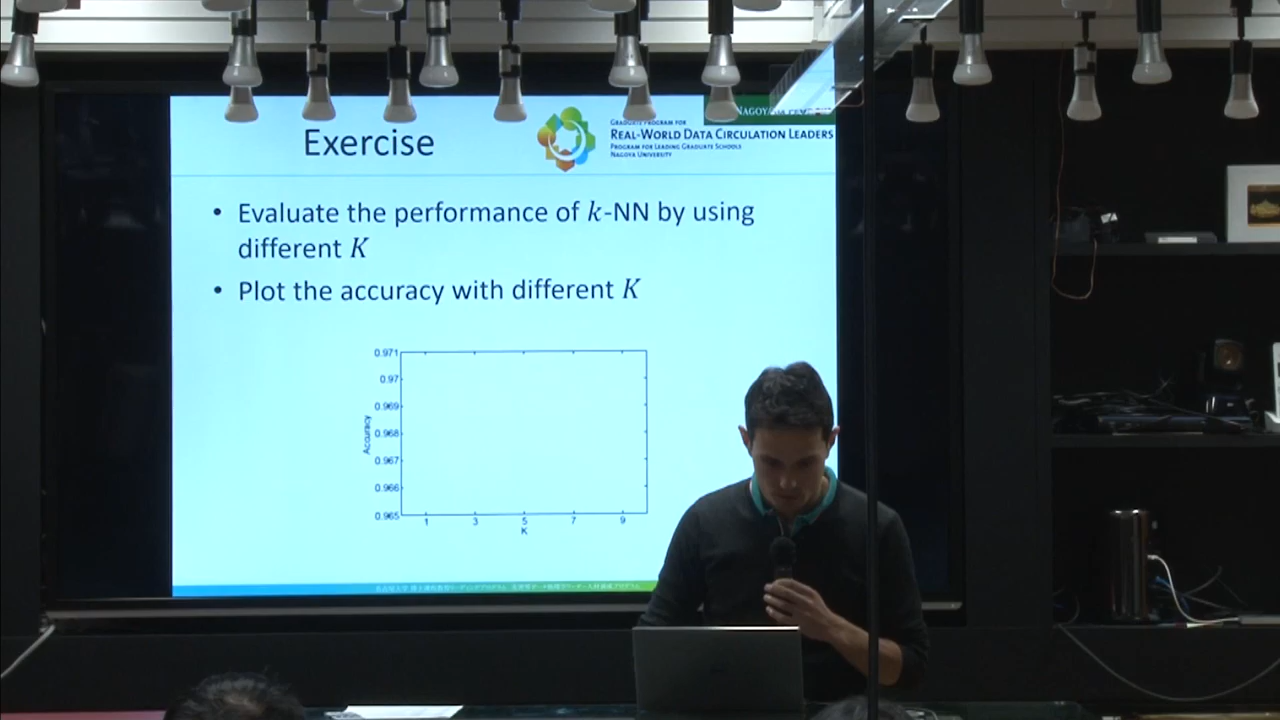 NAGOYA
Exercise
GRADUATE PROGRAM FOR
REAL-WORLD DATA CIRCULATION LEADERS
PROGRAM FOR LEADING GRADUATE SCHOOLS
NAGOYA UNIVERSITY
• Evaluate the performance of k-NN by using
different K
• Plot the accuracy with different K
0.971
0.97
0.969
0.968
0.967
0.966
0.965
Accuracy
1 3 5 7 9
K